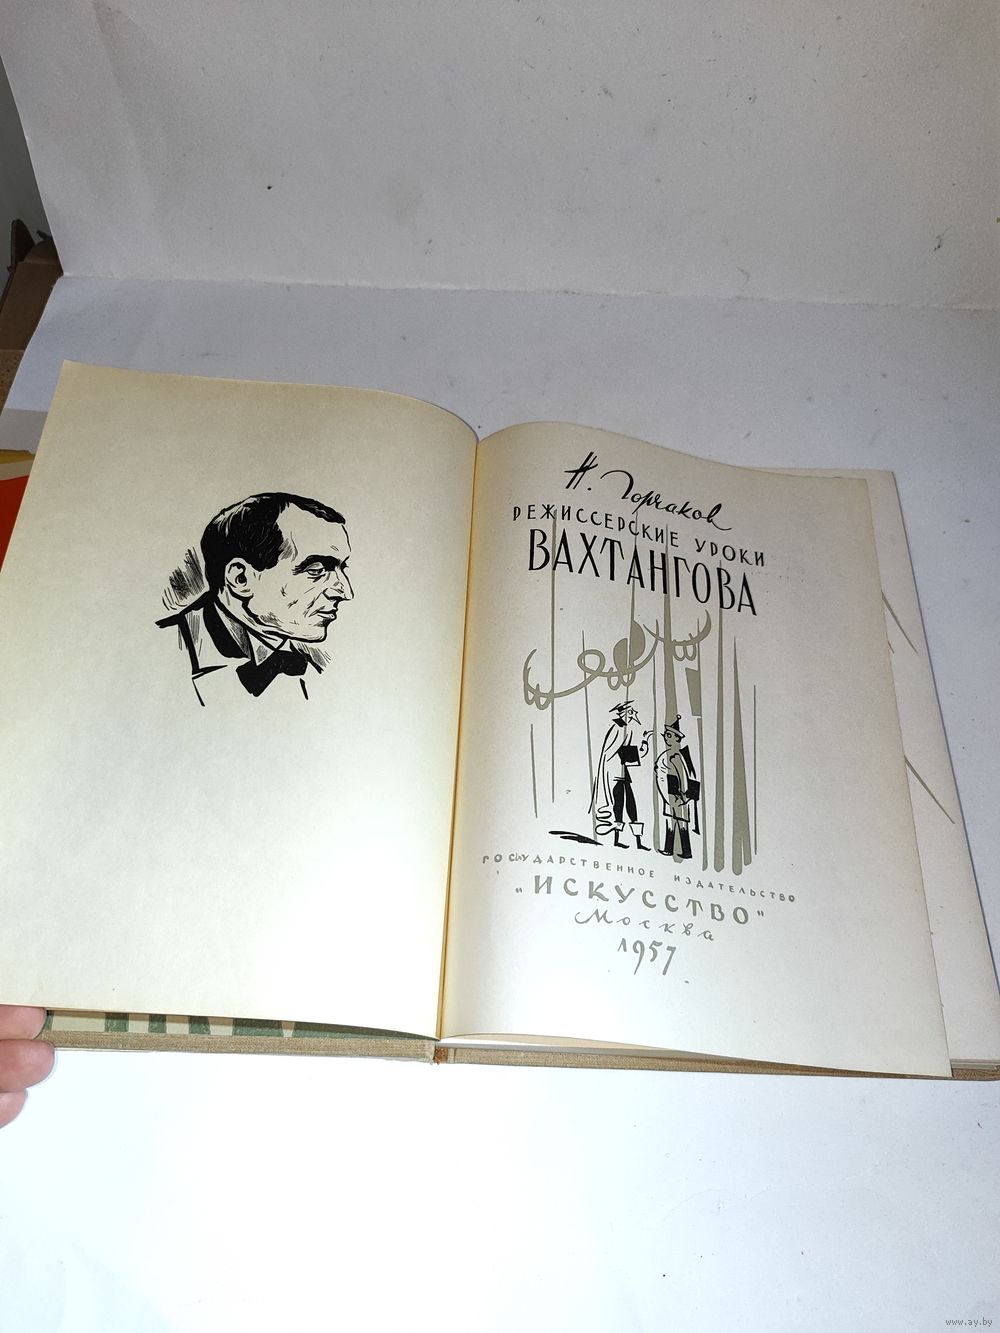 Н. Горчаков
РЕЖИССЕРСКИЕ УРОКИ
ВАХТАНГОВА
ГОСУДАРСТВЕННОЕ ИЗДАТЕЛЬСТВО
"ИСКУССТВО"
Москва
1957
www.ay.by